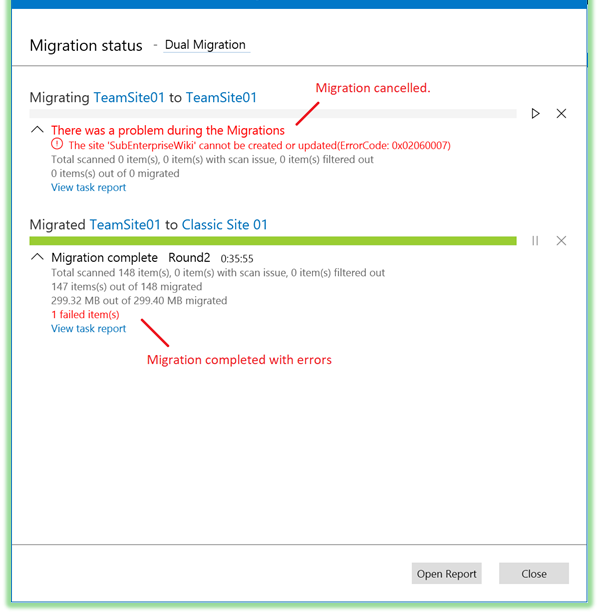 Migration status - Dual Migration
Migration cancelled.
Migrating TeamSite01 to TeamSite01
There was a problem during the Migrations
The site 'SubEnterpriseWiki' cannot be created or updated(ErrorCode: 0x02060007)
Total scanned 0 item(s), 0 item(s) with scan issue, 0 item(s) filtered out
0 items(s) out of 0 migrated
View task report
Migrated TeamSite01 to Classic Site 01
Migration complete Round2 0:35:55
Total scanned 148 item(s), 0 item(s) with scan issue, 0 item(s) filtered out
147 items(s) out of 148 migrated
299.32 MB out of 299.40 MB migrated
1 failed item(s)
View task report
Migration completed with errors
Open Report Close